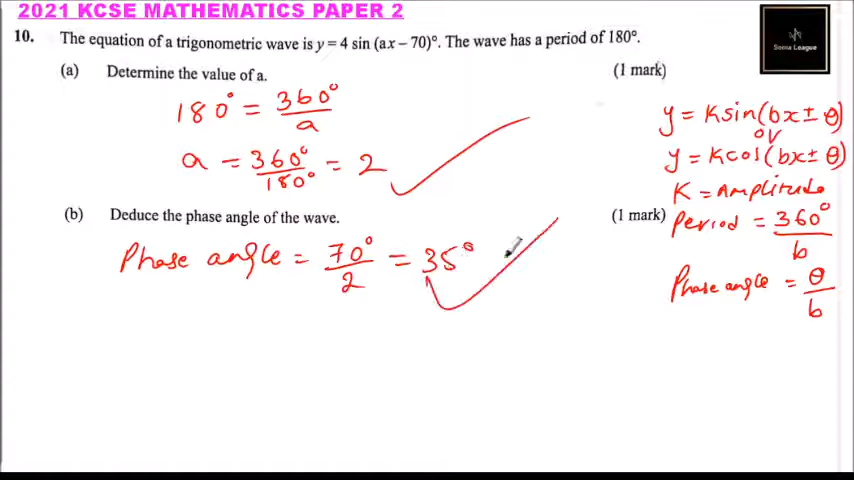 2021 KCSE MATHEMATICS PAPER 2
10. The equation of a trigonometric wave is y = 4 sin (ax – 70)°. The wave has a period of 180°.
Soma League
(a) Determine the value of a. (1 mark)
180° = 360°/a
a = 360°/180° = 2
(b) Deduce the phase angle of the wave. (1 mark)
Phase angle = 70°/2 = 35°
y = K sin(bx ± θ)
or
y = K cos(bx ± θ)
K = Amplitude
Period = 360°/b
Phase angle = θ/b